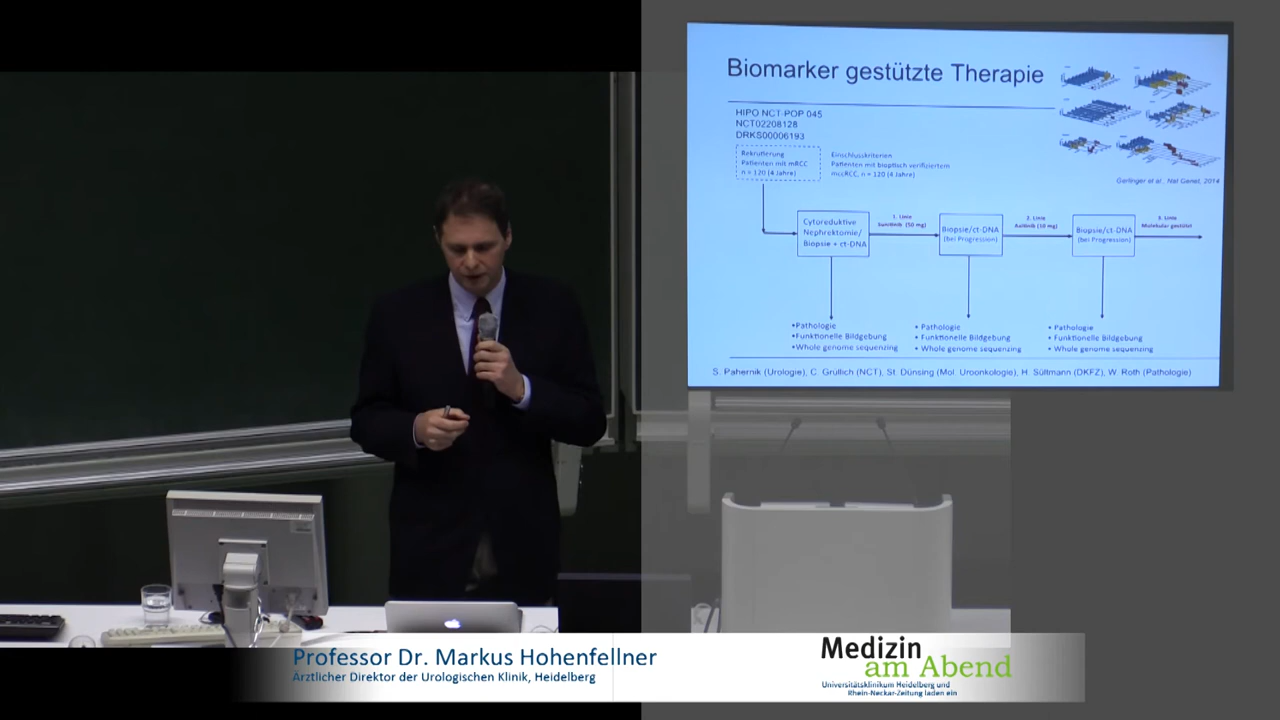 Biomarker gestützte Therapie
HIPO NCT POP 045
NCT02208128
DRKS00006193
Rekrutierung
Patienten mit mRCC
n = 120 (4 Jahre)
Einschlusskriterien
Patienten mit bioptisch verifiziertem
mccRCC, n = 120 (4 Jahre)
Gerlinger et al., Nat Genet, 2014
Cytoreduktive
Nephrektomie/
Biopsie + ct-DNA
1. Linie
Sunitinib (50 mg)
Biopsie/ct-DNA
(bei Progression)
2. Linie
Axitinib (10 mg)
Biopsie/ct-DNA
(bei Progression)
3. Linie
Molekular gestützt
•Pathologie
•Funktionelle Bildgebung
•Whole genome sequenzing
• Pathologie
• Funktionelle Bildgebung
• Whole genome sequenzing
• Pathologie
• Funktionelle Bildgebung
• Whole genome sequenzing
S. Pahernik (Urologie), C. Grüllich (NCT), St. Dünsing (Mol. Uroonkologie), H. Sültmann (DKFZ), W. Roth (Pathologie)
Professor Dr. Markus Hohenfellner
Ärztlicher Direktor der Urologischen Klinik, Heidelberg
Medizin
am Abend
Universitätsklinikum Heidelberg und
Rhein-Neckar-Zeitung laden ein